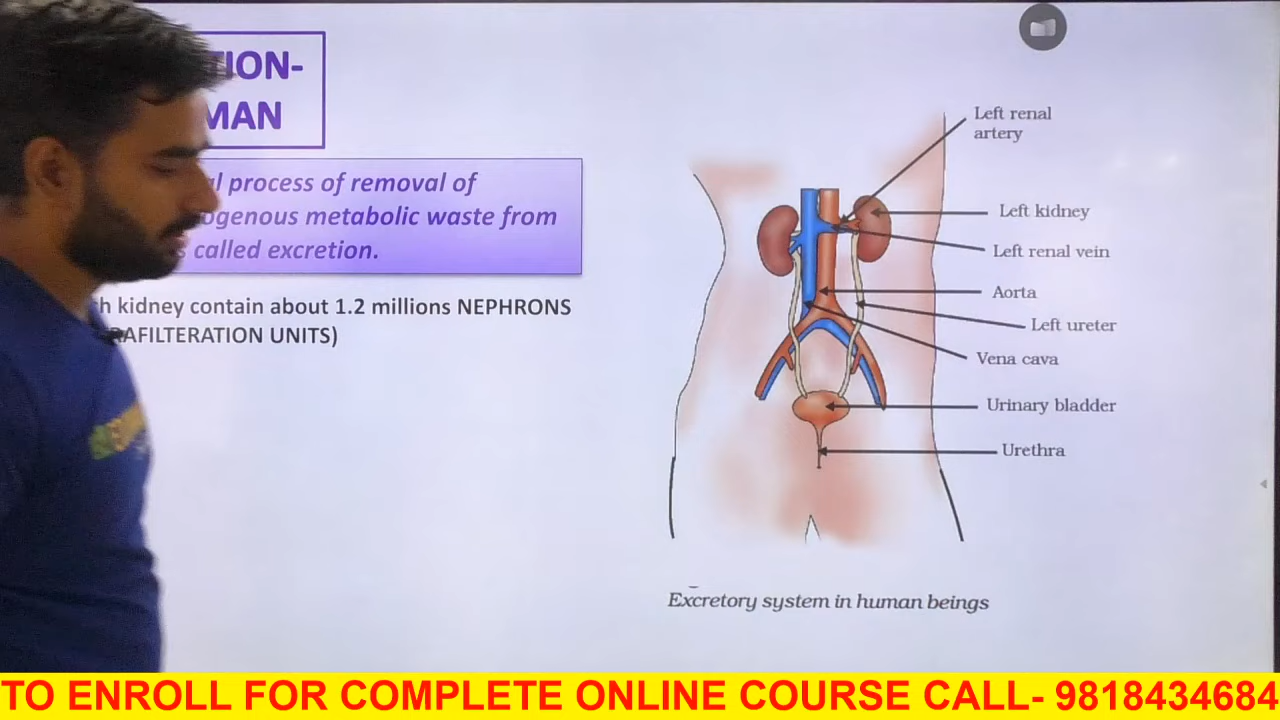 TION-
MAN
l process of removal of
ogenous metabolic waste from
s called excretion.
h kidney contain about 1.2 millions NEPHRONS
RAFILTERATION UNITS)
Left renal
artery
Left kidney
Left renal vein
Aorta
Left ureter
Vena cava
Urinary bladder
Urethra
Excretory system in human beings
TO ENROLL FOR COMPLETE ONLINE COURSE CALL- 9818434684